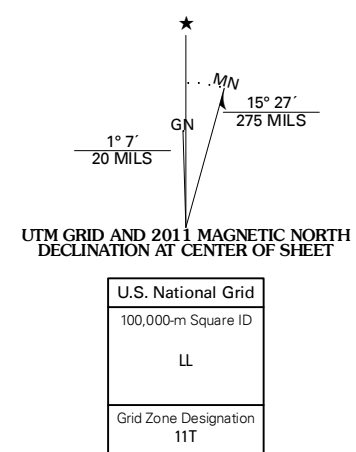 MN
GN
15° 27´
275 MILS
1° 7´
20 MILS
UTM GRID AND 2011 MAGNETIC NORTH
DECLINATION AT CENTER OF SHEET
U.S. National Grid
100,000-m Square ID
LL
Grid Zone Designation
11T